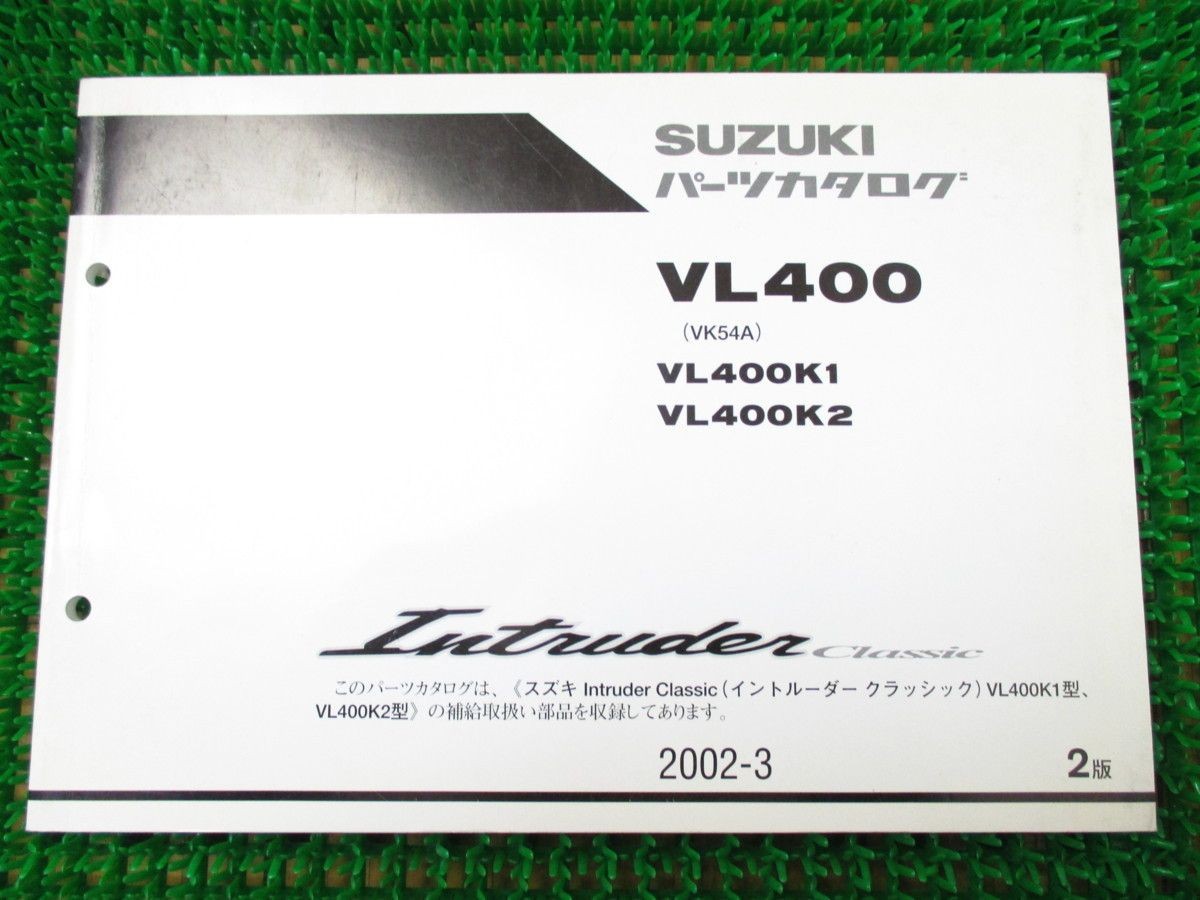 SUZUKI
パーツカタログ
VL400
(VK54A)
VL400K1
VL400K2
Intruder Classic
このパーツカタログは、《スズキ Intruder Classic(イントルーダー クラッシック)VL400K1型、
VL400K2型》の補給取扱い部品を収録してあります。
2002-3 2版